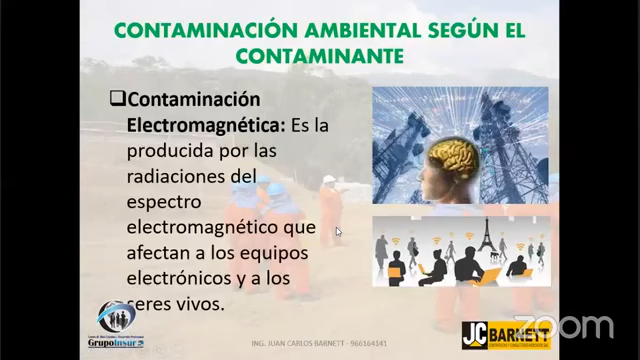 CONTAMINACIÓN AMBIENTAL SEGÚN EL
CONTAMINANTE
Contaminación
Electromagnética: Es la
producida por las
radiaciones del
espectro
electromagnético que
afectan a los equipos
electrónicos y a los
seres vivos.
GrupoInsur
ING. JUAN CARLOS BARNETT - 966164141
JC BARNETT
zoom